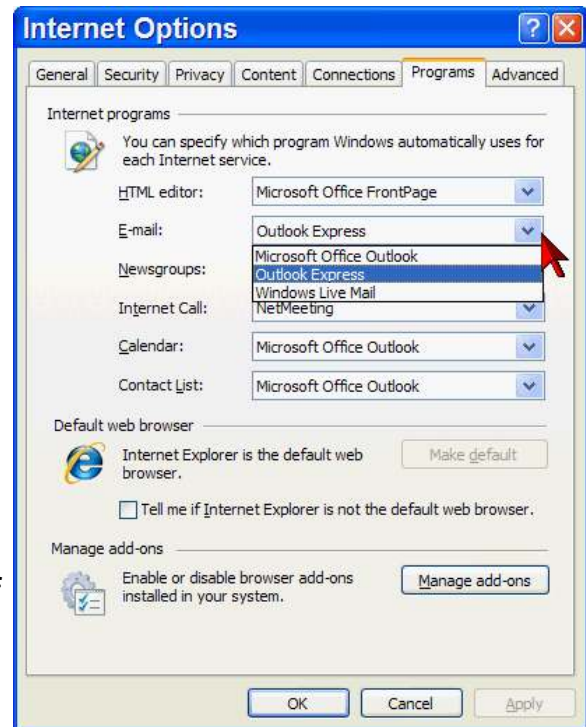 Internet Options
General Security Privacy Content Connections Programs Advanced
Internet programs
You can specify which program Windows automatically uses for
each Internet service.
HTML editor: Microsoft Office FrontPage
E-mail: Outlook Express
Microsoft Office Outlook
Newsgroups: Outlook Express
Windows Live Mail
Internet Call: NetMeeting
Calendar: Microsoft Office Outlook
Contact List: Microsoft Office Outlook
Default web browser
Internet Explorer is the default web
browser.
Make default
Tell me if Internet Explorer is not the default web browser.
Manage add-ons
Enable or disable browser add-ons
installed in your system.
Manage add-ons
OK Cancel Apply